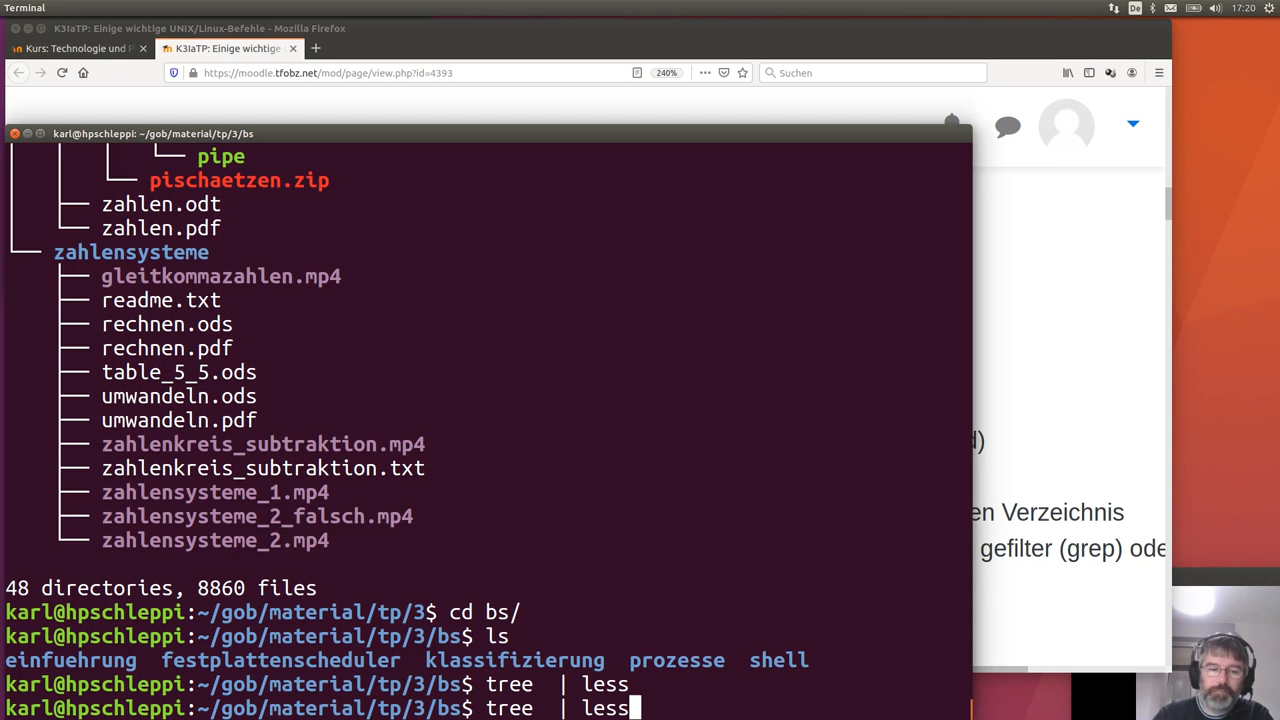 Terminal
De
17:20
K3IaTP: Einige wichtige UNIX/Linux-Befehle - Mozilla Firefox
Kurs: Technologie und P
K3IaTP: Einige wichtige
https://moodle.tfobz.net/mod/page/view.php?id=4393
240%
Suchen
karl@hpschleppi: ~/gob/material/tp/3/bs
pipe
pischaetzen.zip
zahlen.odt
zahlen.pdf
zahlensysteme
gleitkommazahlen.mp4
readme.txt
rechnen.ods
rechnen.pdf
table_5_5.ods
umwandeln.ods
umwandeln.pdf
zahlenkreis_subtraktion.mp4
zahlenkreis_subtraktion.txt
zahlensysteme_1.mp4
zahlensysteme_2_falsch.mp4
zahlensysteme_2.mp4
48 directories, 8860 files
karl@hpschleppi:~/gob/material/tp/3$ cd bs/
karl@hpschleppi:~/gob/material/tp/3/bs$ ls
einfuehrung festplattenscheduler klassifizierung prozesse shell
karl@hpschleppi:~/gob/material/tp/3/bs$ tree | less
karl@hpschleppi:~/gob/material/tp/3/bs$ tree | less
d)
en Verzeichnis
gefilter (grep) ode